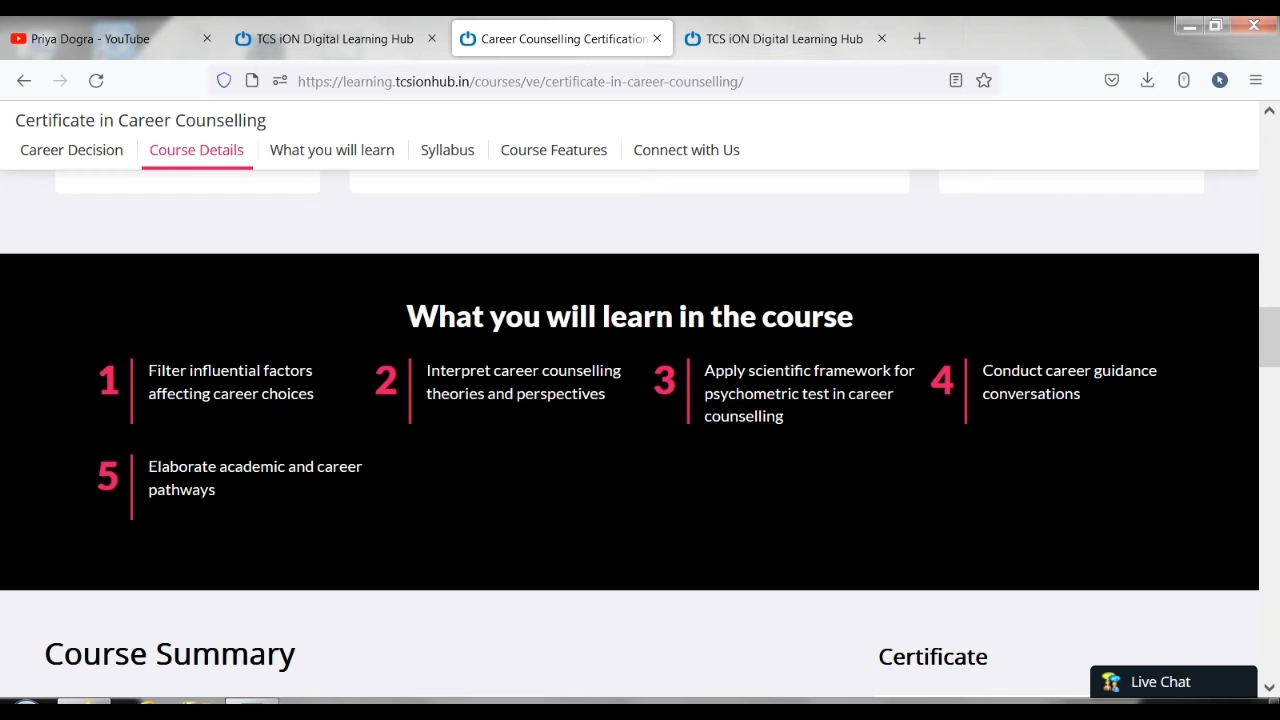 Priya Dogra - YouTube
TCS iON Digital Learning Hub
Career Counselling Certification
TCS iON Digital Learning Hub
https://learning.tcsionhub.in/courses/ve/certificate-in-career-counselling/
Certificate in Career Counselling
Career Decision
Course Details
What you will learn
Syllabus
Course Features
Connect with Us
What you will learn in the course
1
Filter influential factors
affecting career choices
2
Interpret career counselling
theories and perspectives
3
Apply scientific framework for
psychometric test in career
counselling
4
Conduct career guidance
conversations
5
Elaborate academic and career
pathways
Course Summary
Certificate
Live Chat